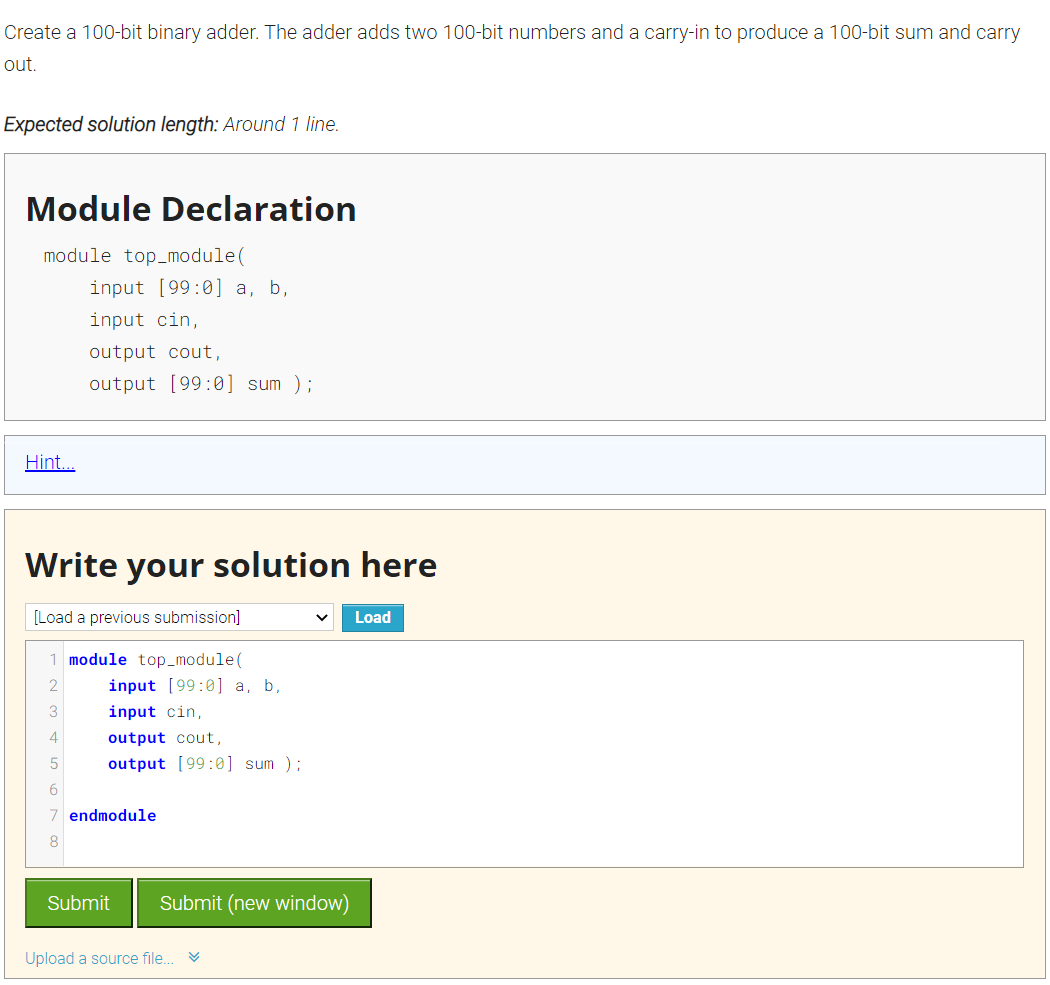 Create a 100-bit binary adder. The adder adds two 100-bit numbers and a carry-in to produce a 100-bit sum and carry
out.
Expected solution length: Around 1 line.
Module Declaration
module top_module(
    input [99:0] a, b,
    input cin,
    output cout,
    output [99:0] sum );
Hint...
Write your solution here
[Load a previous submission] Load
1 module top_module(
2     input [99:0] a, b,
3     input cin,
4     output cout,
5     output [99:0] sum );
6
7 endmodule
8
Submit Submit (new window)
Upload a source file...